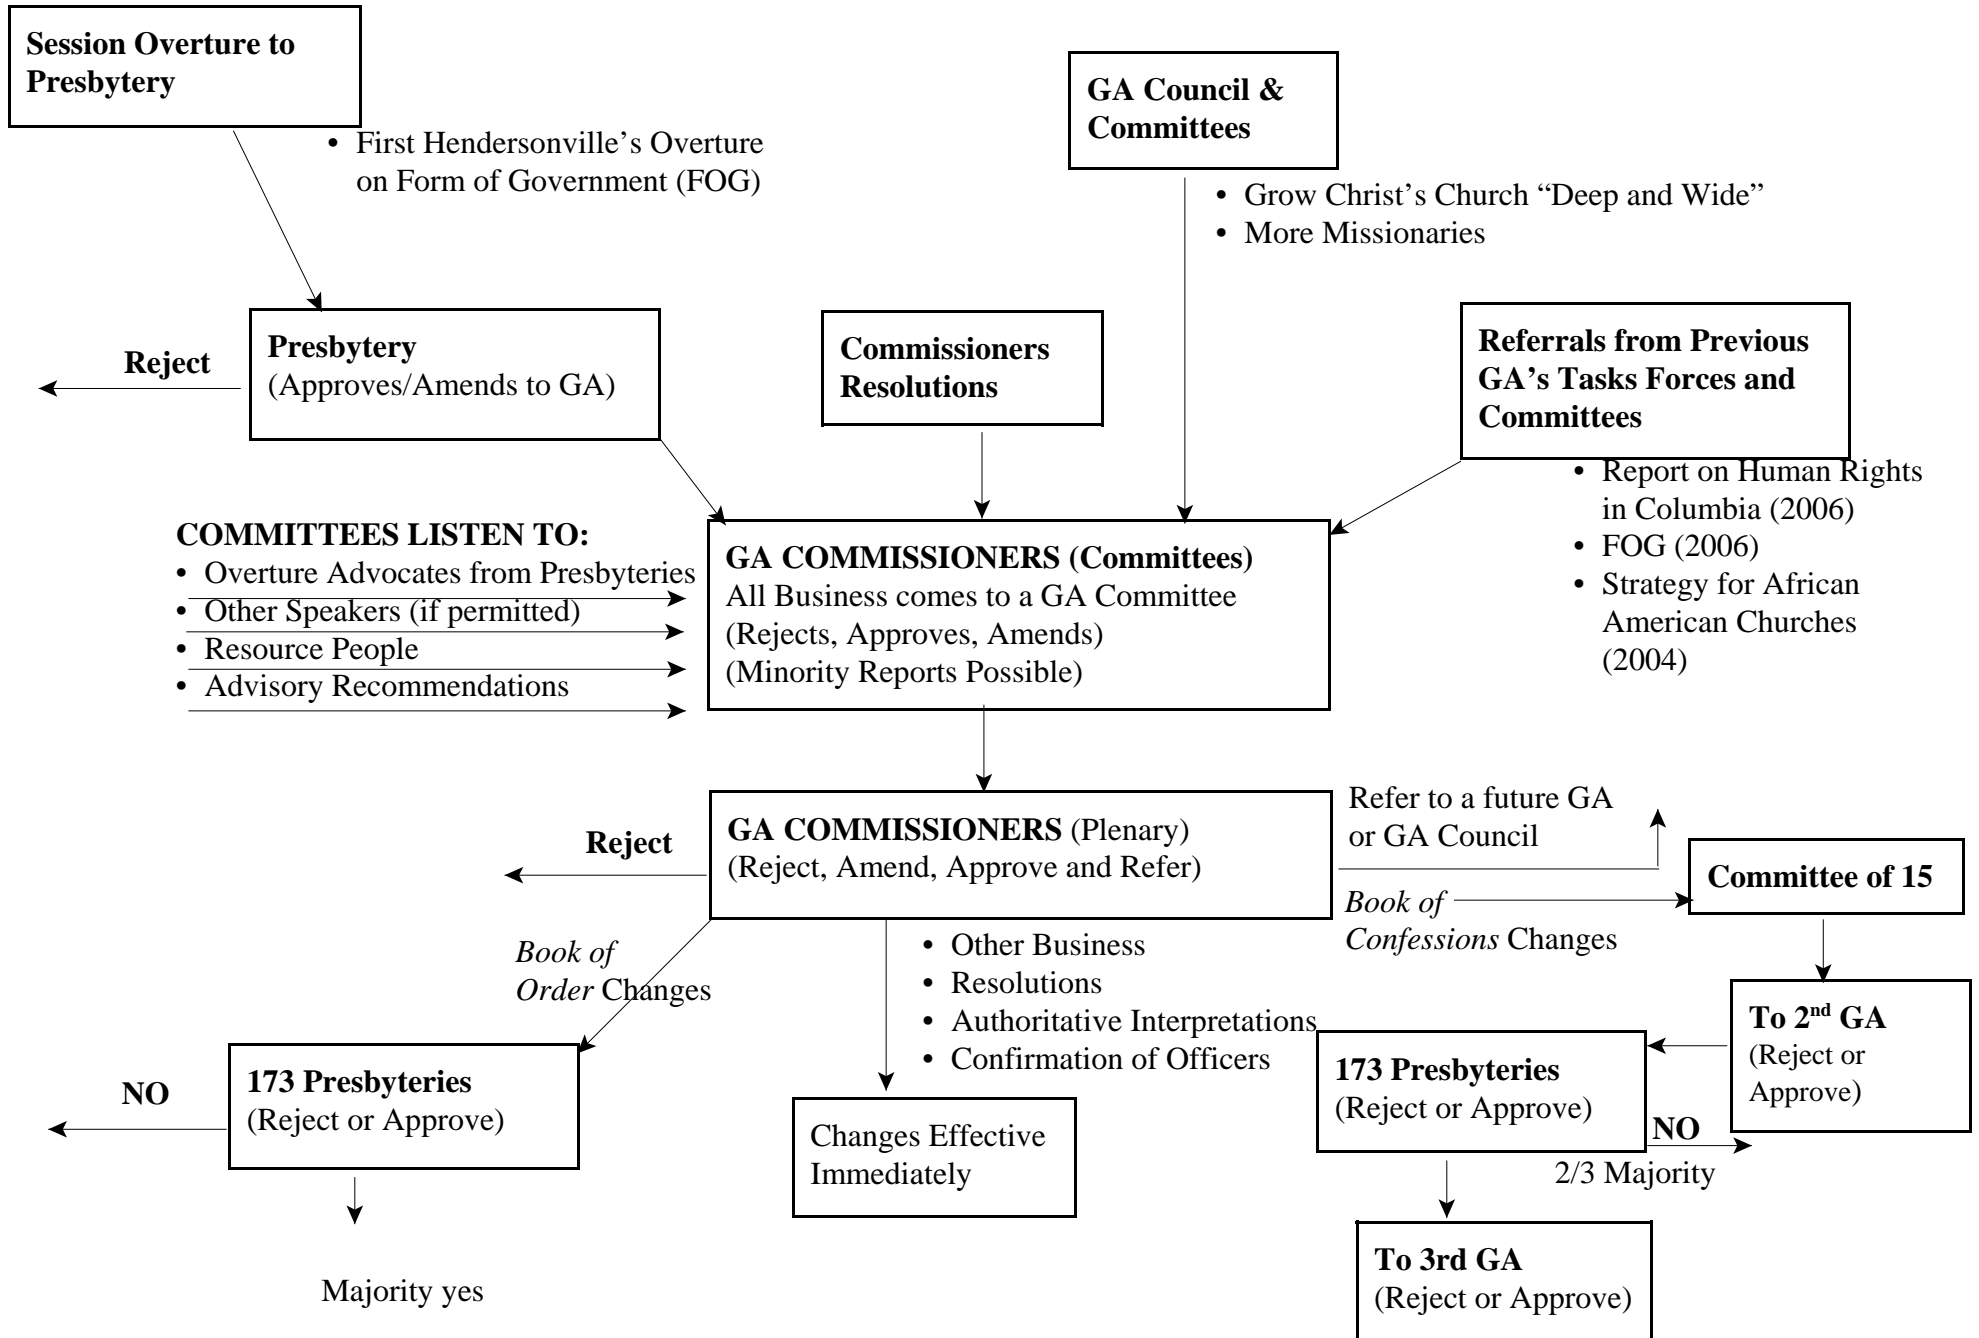 Session Overture to
Presbytery
• First Hendersonville’s Overture
on Form of Government (FOG)
GA Council &
Committees
• Grow Christ’s Church “Deep and Wide”
• More Missionaries
Reject
Presbytery
(Approves/Amends to GA)
Commissioners
Resolutions
Referrals from Previous
GA’s Tasks Forces and
Committees
• Report on Human Rights
in Columbia (2006)
• FOG (2006)
• Strategy for African
American Churches
(2004)
COMMITTEES LISTEN TO:
• Overture Advocates from Presbyteries
• Other Speakers (if permitted)
• Resource People
• Advisory Recommendations
GA COMMISSIONERS (Committees)
All Business comes to a GA Committee
(Rejects, Approves, Amends)
(Minority Reports Possible)
Reject
GA COMMISSIONERS (Plenary)
(Reject, Amend, Approve and Refer)
Refer to a future GA
or GA Council
Book of
Confessions Changes
Committee of 15
Book of
Order Changes
• Other Business
• Resolutions
• Authoritative Interpretations
• Confirmation of Officers
To 2nd GA
(Reject or
Approve)
NO
173 Presbyteries
(Reject or Approve)
Changes Effective
Immediately
173 Presbyteries
(Reject or Approve)
NO
2/3 Majority
Majority yes
To 3rd GA
(Reject or Approve)